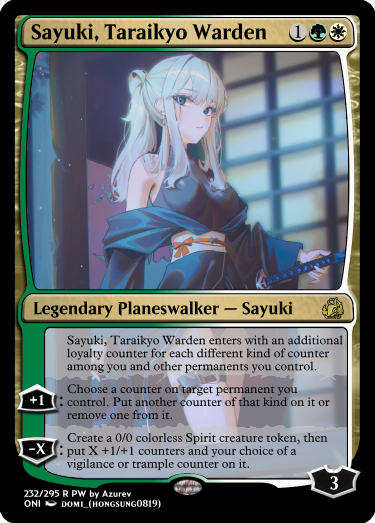 Sayuki, Taraikyo Warden 1
Legendary Planeswalker — Sayuki
Sayuki, Taraikyo Warden enters with an additional
loyalty counter for each different kind of counter
among you and other permanents you control.
+1: Choose a counter on target permanent you
control. Put another counter of that kind on it or
remove one from it.
-X: Create a 0/0 colorless Spirit creature token, then
put X +1/+1 counters and your choice of a
vigilance or trample counter on it.
3
232/295 R PW by Azurev
ONI DOMI_(HONGSUNG0819)